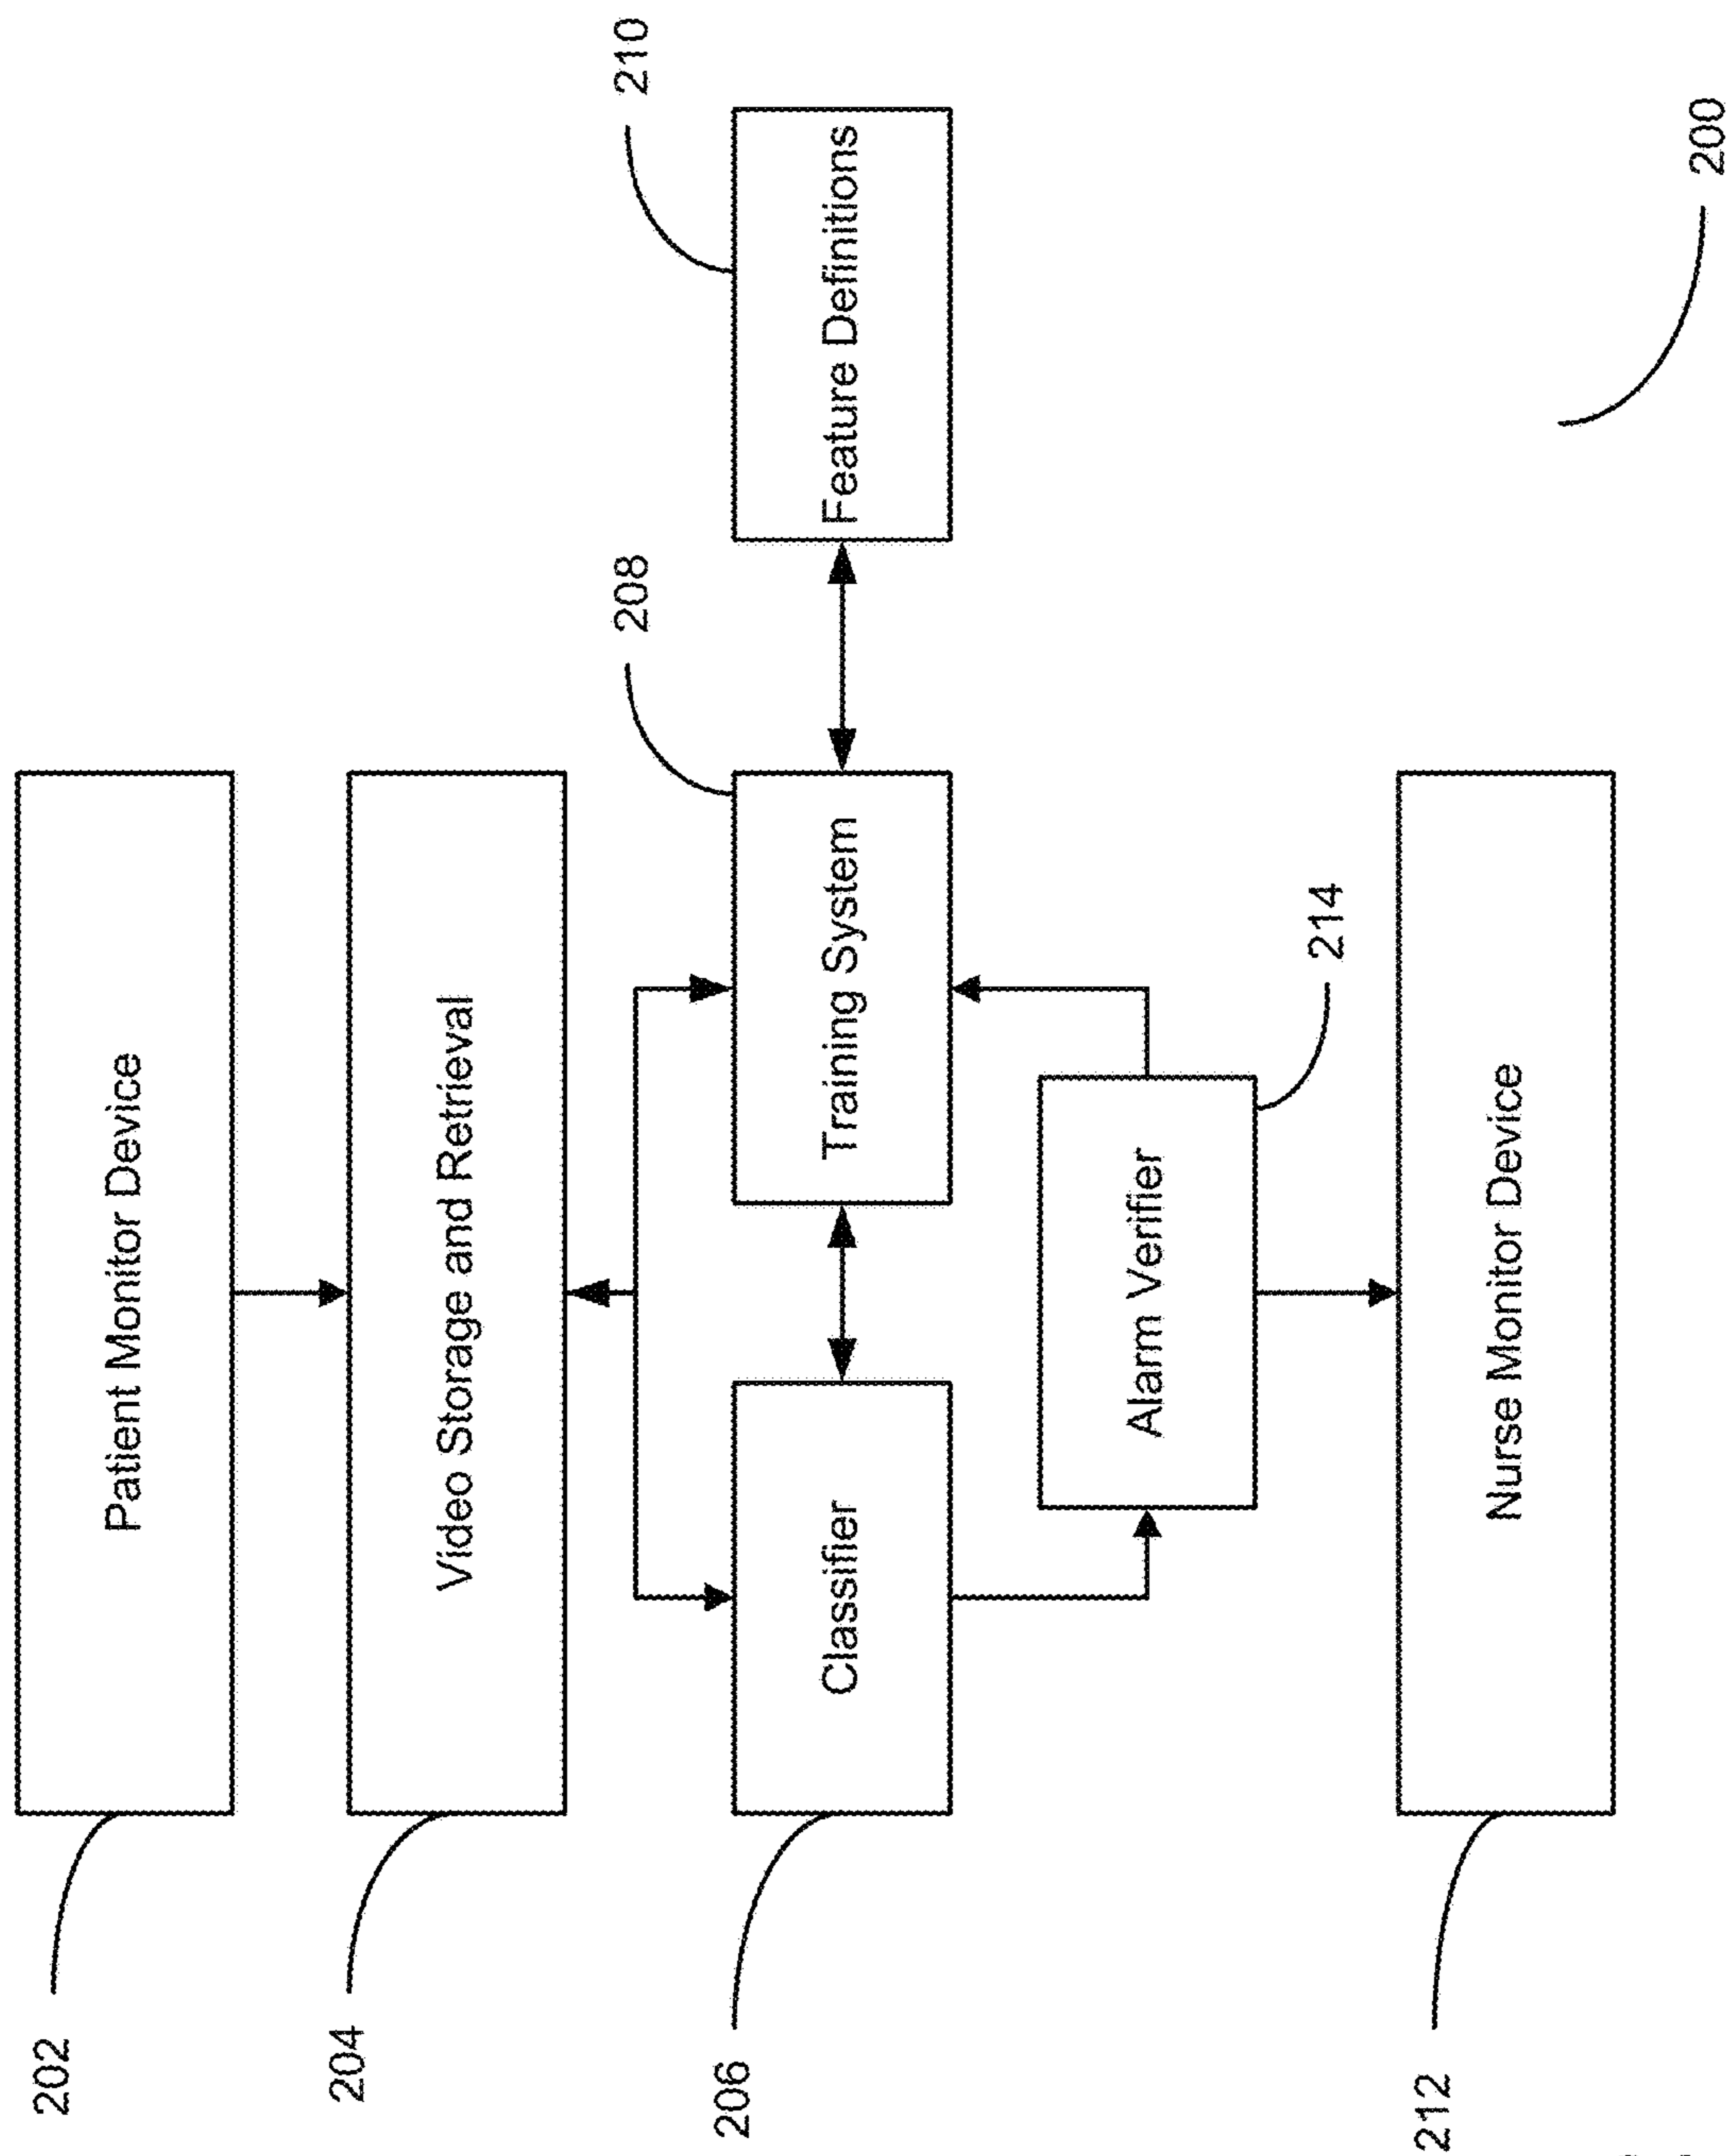 202
Patient Monitor Device
204
Video Storage and Retrieval
206
Classifier
208
Training System
210
Feature Definitions
214
Alarm Verifier
212
Nurse Monitor Device
200